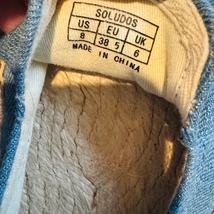 SOLUDOS
US EU UK
8 38 5 6
MADE IN CHINA